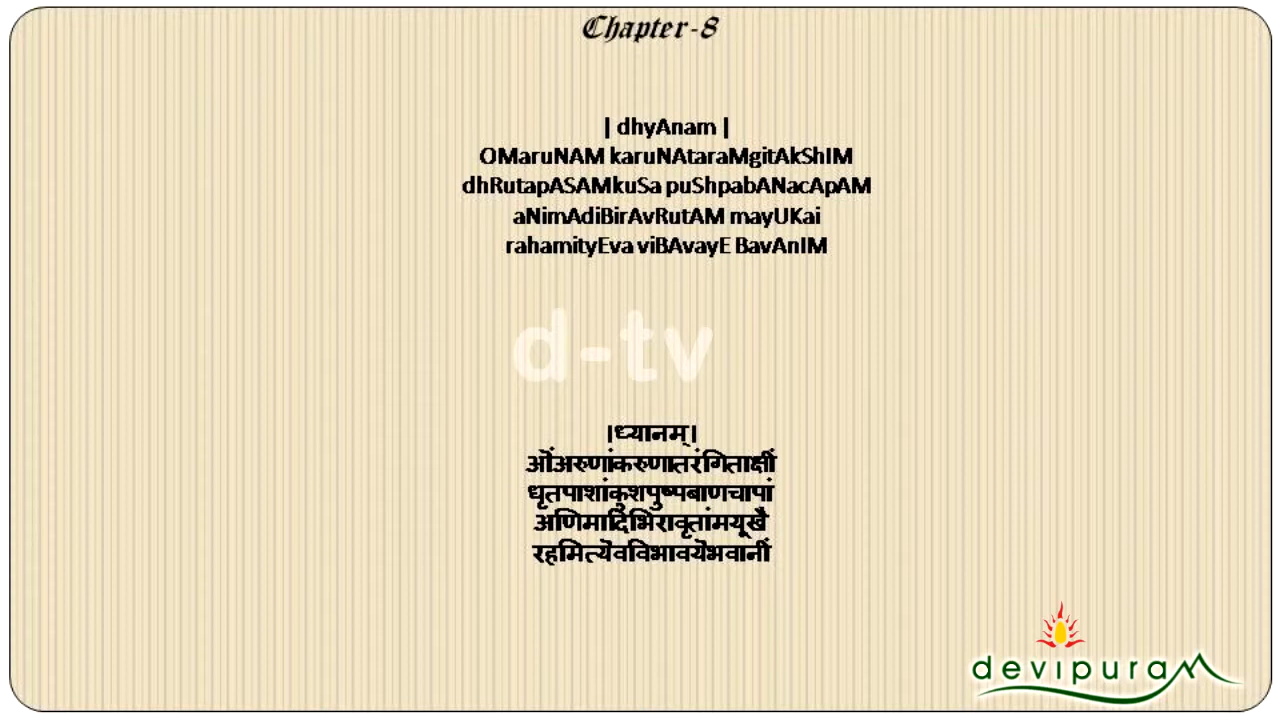 Chapter-8
| dhyAnam |
OMaruNAM karuNAtaraMgitAkShIM
dhRutapASAMkuSa puShpabANacApAM
aNimAdiBirAvRutAM mayUKai
rahamityEva viBAvayE BavAnIM
d-tv
।ध्यानम्।
ओंअरुणांकरुणातरंगिताक्षीं
धृतपाशांकुशपुष्पबाणचापां
अणिमादिभिरावृतांमयूखै
रहमित्येवविभावयेभवानीं
devipuram